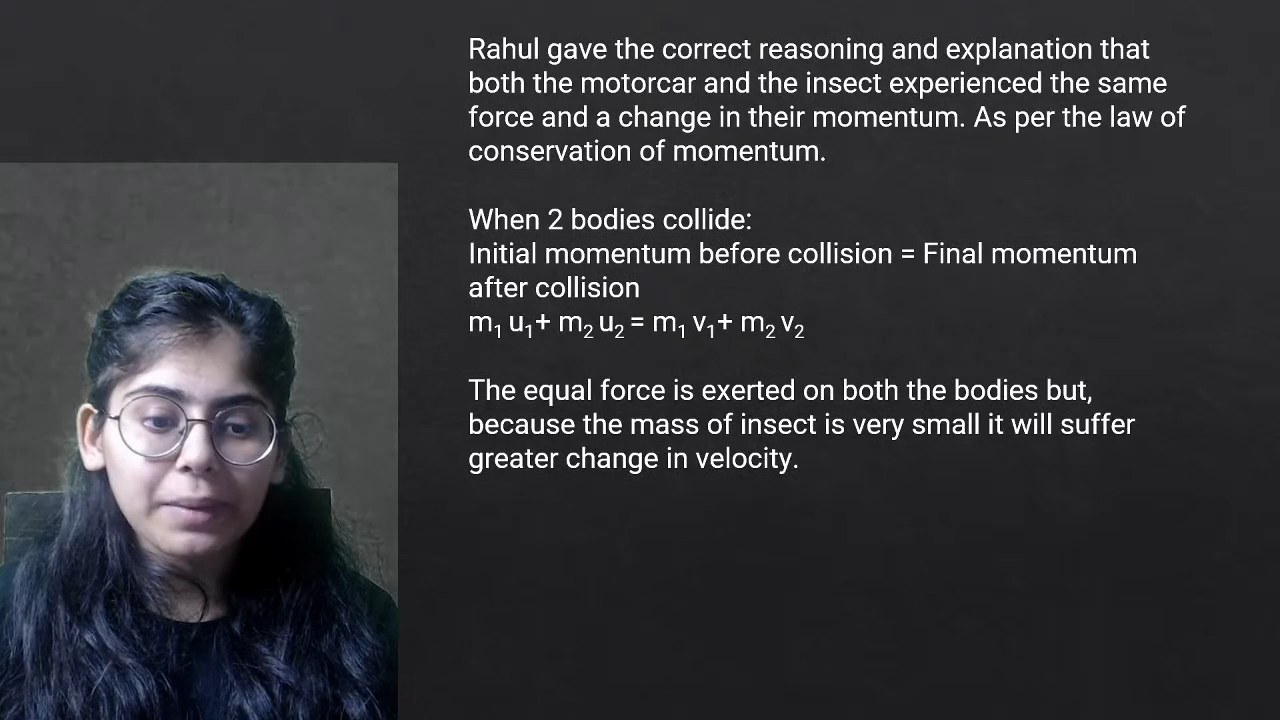 Rahul gave the correct reasoning and explanation that
both the motorcar and the insect experienced the same
force and a change in their momentum. As per the law of
conservation of momentum.
When 2 bodies collide:
Initial momentum before collision = Final momentum
after collision
m₁ u₁+ m₂ u₂ = m₁ v₁+ m₂ v₂
The equal force is exerted on both the bodies but,
because the mass of insect is very small it will suffer
greater change in velocity.